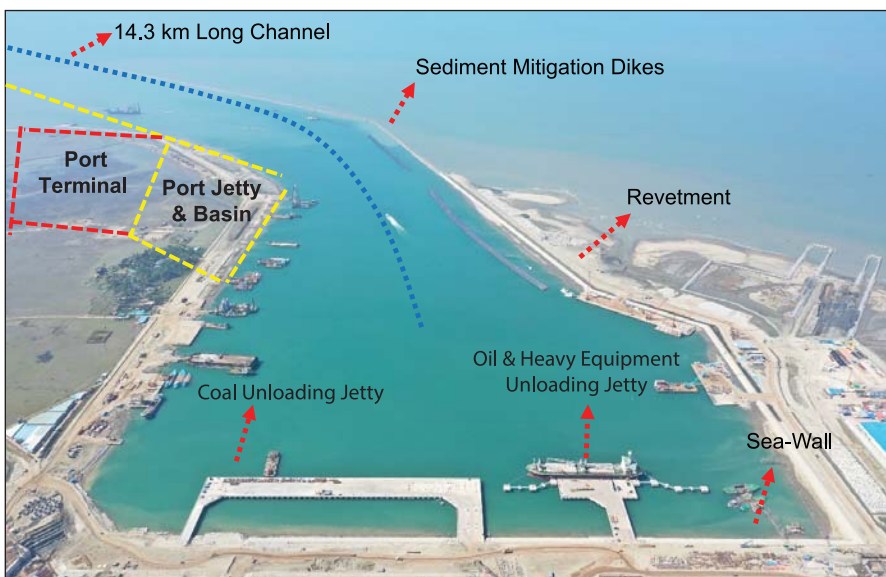 14.3 km Long Channel
Sediment Mitigation Dikes
Port
Terminal
Port Jetty
& Basin
Revetment
Oil & Heavy Equipment
Unloading Jetty
Coal Unloading Jetty
Sea-Wall